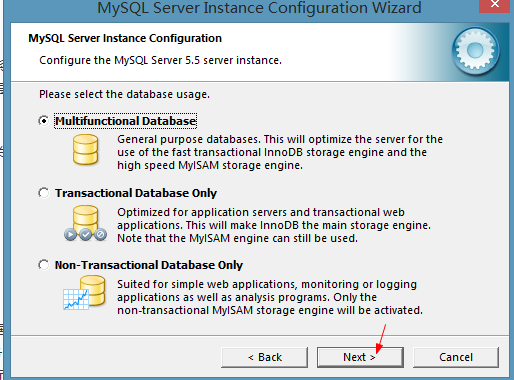 MySQL Server Instance Configuration Wizard
MySQL Server Instance Configuration
Configure the MySQL Server 5.5 server instance.
Please select the database usage.
Multifunctional Database
General purpose databases. This will optimize the server for the
use of the fast transactional InnoDB storage engine and the
high speed MyISAM storage engine.
Transactional Database Only
Optimized for application servers and transactional web
applications. This will make InnoDB the main storage engine.
Note that the MyISAM engine can still be used.
Non-Transactional Database Only
Suited for simple web applications, monitoring or logging
applications as well as analysis programs. Only the
non-transactional MyISAM storage engine will be activated.
< Back
Next >
Cancel